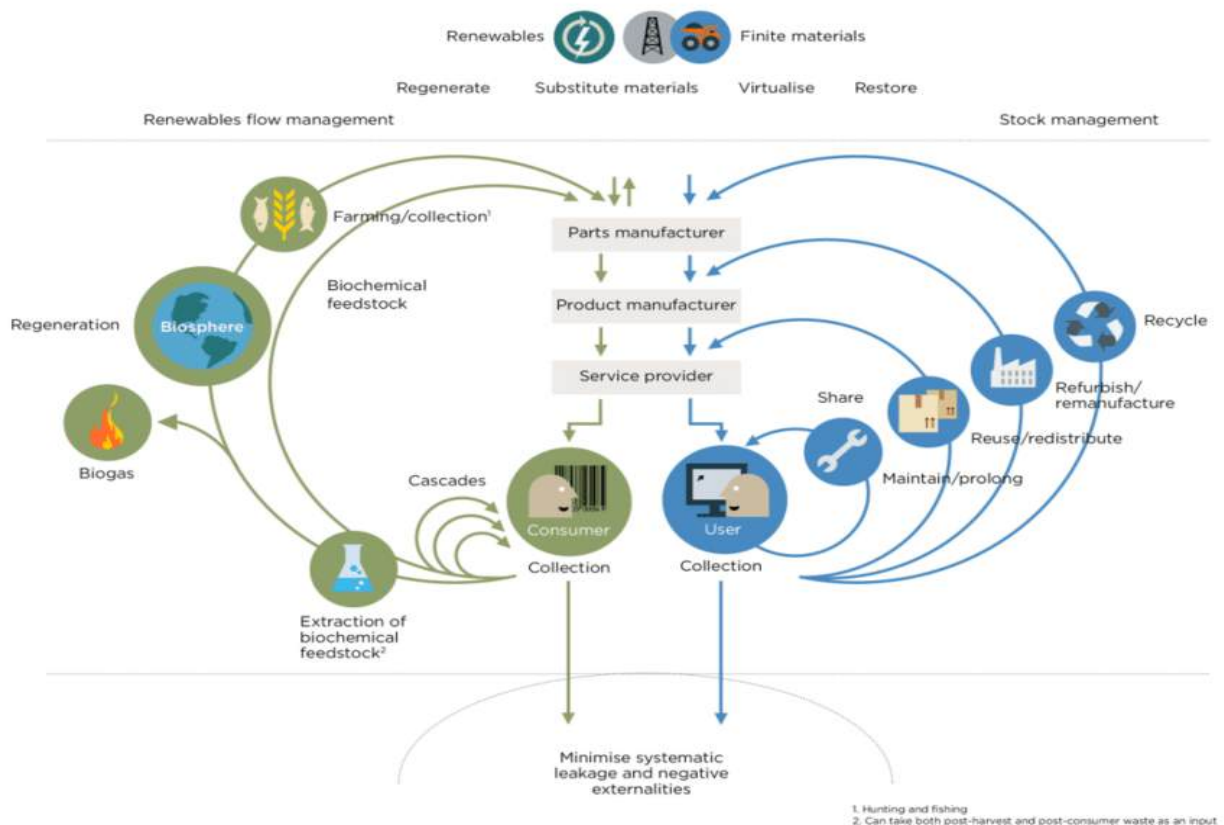 Renewables
Finite materials
Regenerate
Substitute materials
Virtualise
Restore
Renewables flow management
Stock management
Farming/collection¹
Parts manufacturer
Biochemical
feedstock
Product manufacturer
Regeneration
Biosphere
Recycle
Service provider
Refurbish/
remanufacture
Share
Reuse/redistribute
Biogas
Cascades
Maintain/prolong
Consumer
User
Collection
Collection
Extraction of
biochemical
feedstock²
Minimise systematic
leakage and negative
externalities
1. Hunting and fishing
2. Can take both post-harvest and post-consumer waste as an input